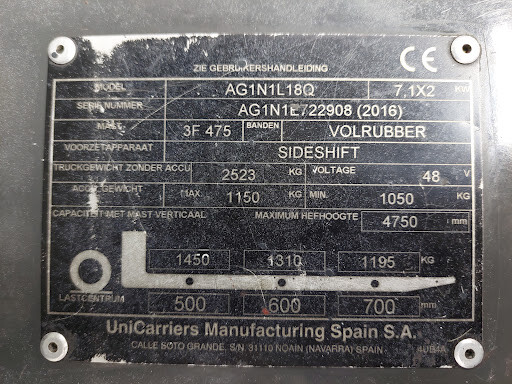 ZIE GEBRUIKERSHANDLEIDING CE
MODEL AG1N1L18Q 7,1X2 KW
SERIE NUMMER AG1N1E722908 (2016)
MAST 3F 475 BANDEN VOLRUBBER
VOORZETAPPARAAT SIDESHIFT
TRUCKGEWICHT ZONDER ACCU 2523 KG VOLTAGE 48 V
ACCU GEWICHT MAX. 1150 KG MIN. 1050 KG
CAPACITEIT MET MAST VERTICAAL MAXIMUM HEFHOOGTE 4750 mm
1450 1310 1195 KG
LASTCENTRUM 500 600 700 mm
UniCarriers Manufacturing Spain S.A.
CALLE SOTO GRANDE, S/N, 31110 NOAIN (NAVARRA) SPAIN